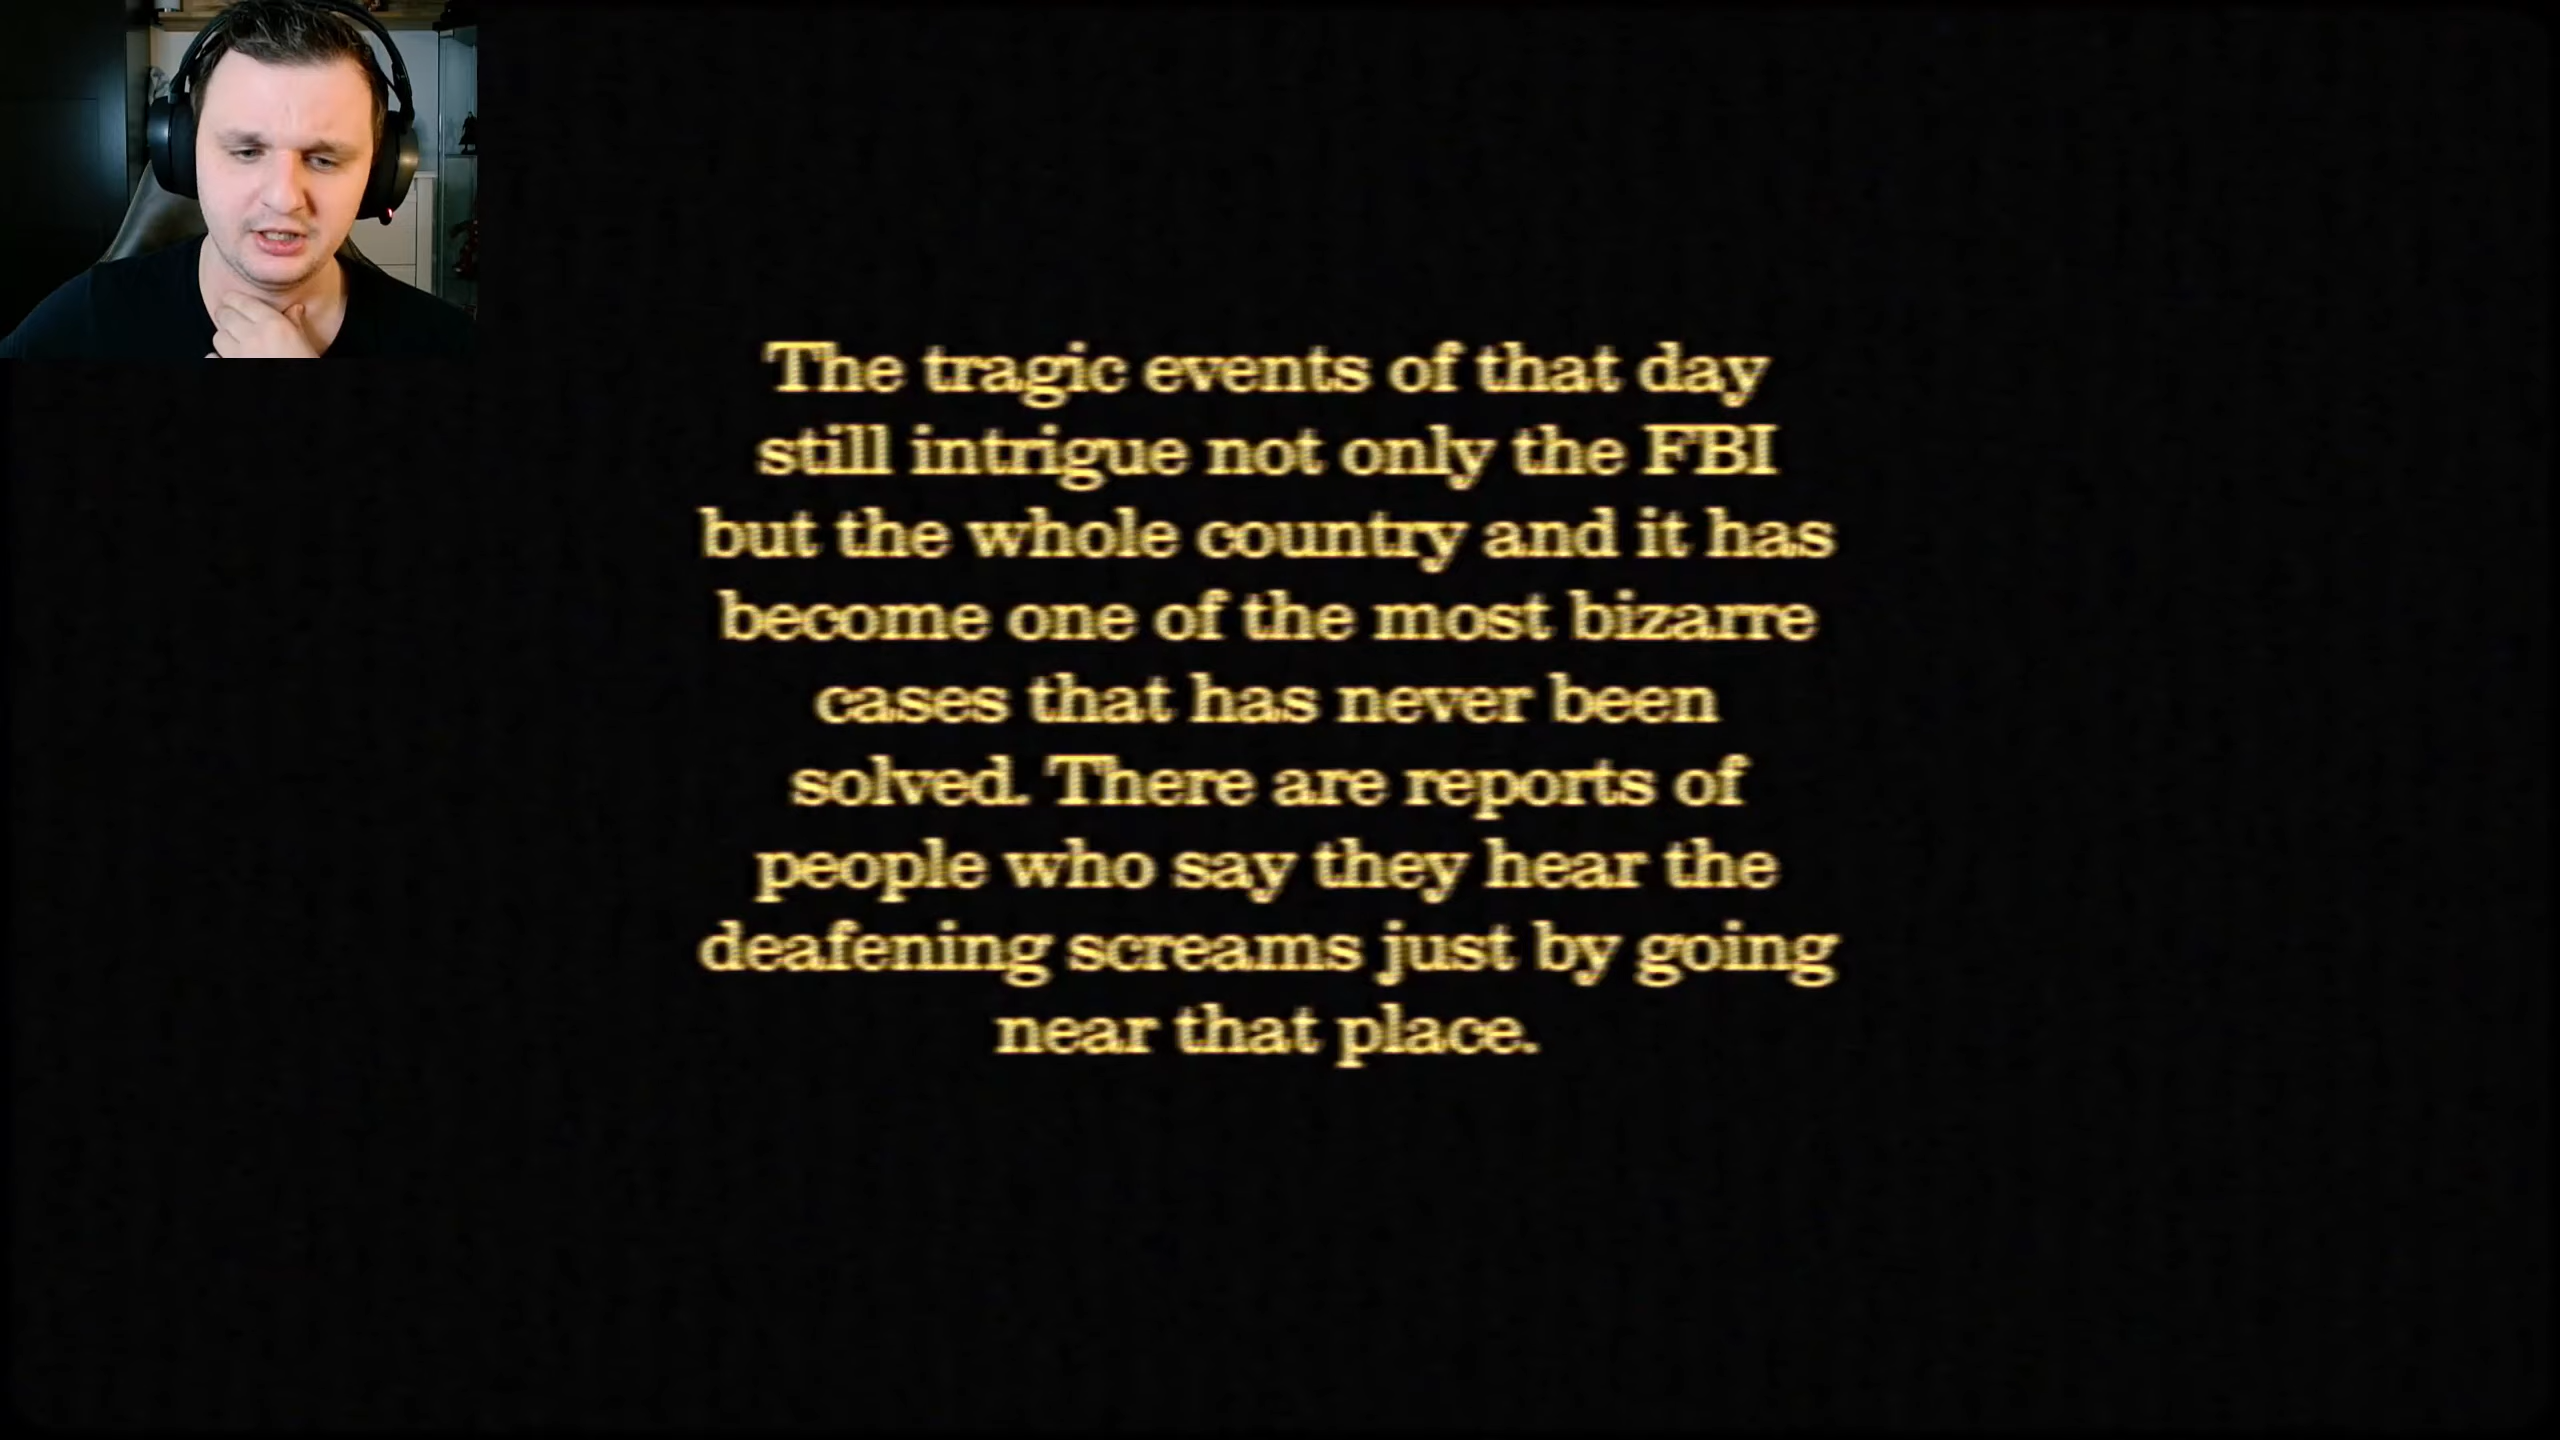 The tragic events of that day
still intrigue not only the FBI
but the whole country and it has
become one of the most bizarre
cases that has never been
solved. There are reports of
people who say they hear the
deafening screams just by going
near that place.